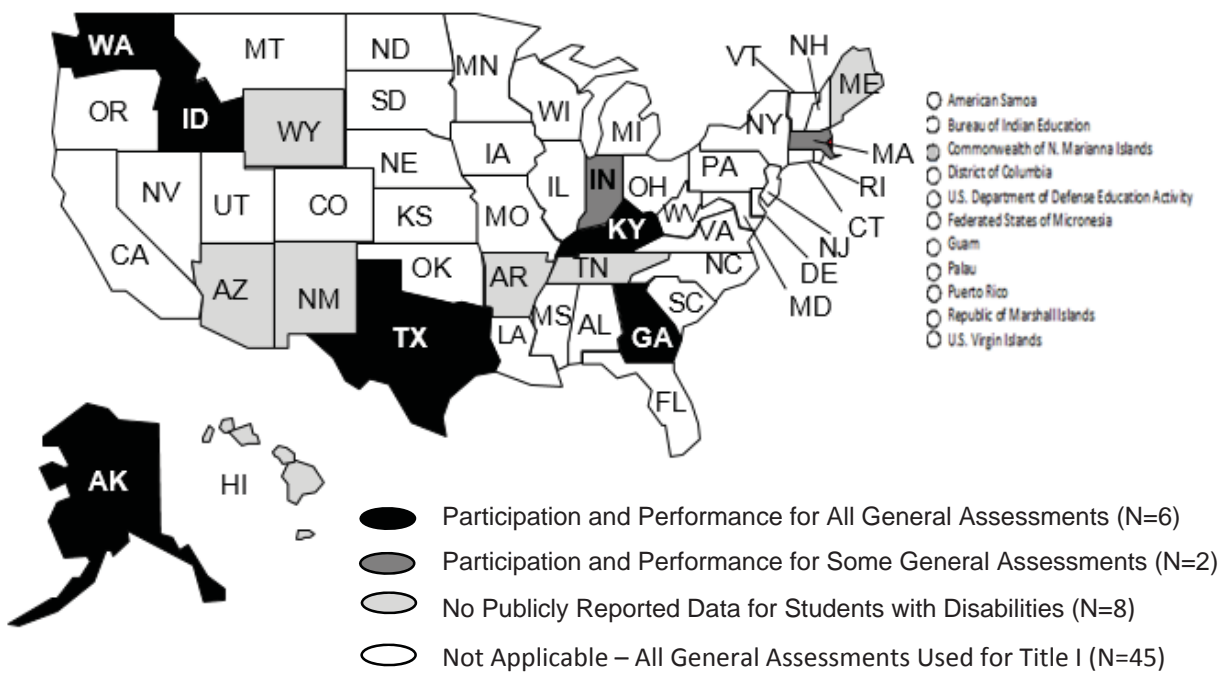 WA
MT
ND
MN
VT
NH
ME
OR
ID
SD
WI
MI
NY
American Samoa
Bureau of Indian Education
Commonwealth of N. Marianna Islands
District of Columbia
U.S. Department of Defense Education Activity
Federated States of Micronesia
Guam
Palau
Puerto Rico
Republic of Marshall Islands
U.S. Virgin Islands
WY
MA
NE
IA
PA
RI
NV
UT
CO
IL
IN
OH
CT
KS
MO
KY
WV
VA
NJ
CA
DE
AZ
NM
OK
AR
TN
NC
MD
TX
LA
MS
AL
GA
SC
FL
AK
HI
Participation and Performance for All General Assessments (N=6)
Participation and Performance for Some General Assessments (N=2)
No Publicly Reported Data for Students with Disabilities (N=8)
Not Applicable – All General Assessments Used for Title I (N=45)